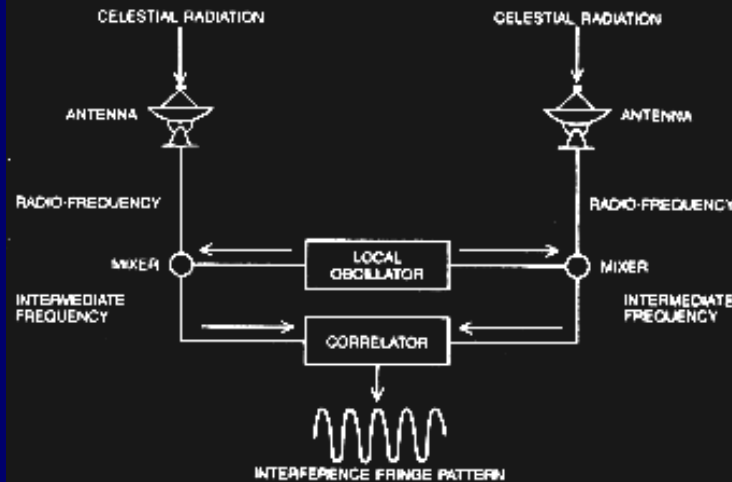 CELESTIAL RADIATION
CELESTIAL RADIATION
ANTENNA
ANTENNA
RADIO-FREQUENCY
RADIO-FREQUENCY
MIXER
LOCAL
OSCILLATOR
MIXER
INTERMEDIATE
FREQUENCY
INTERMEDIATE
FREQUENCY
CORRELATOR
INTERFERENCE FRINGE PATTERN